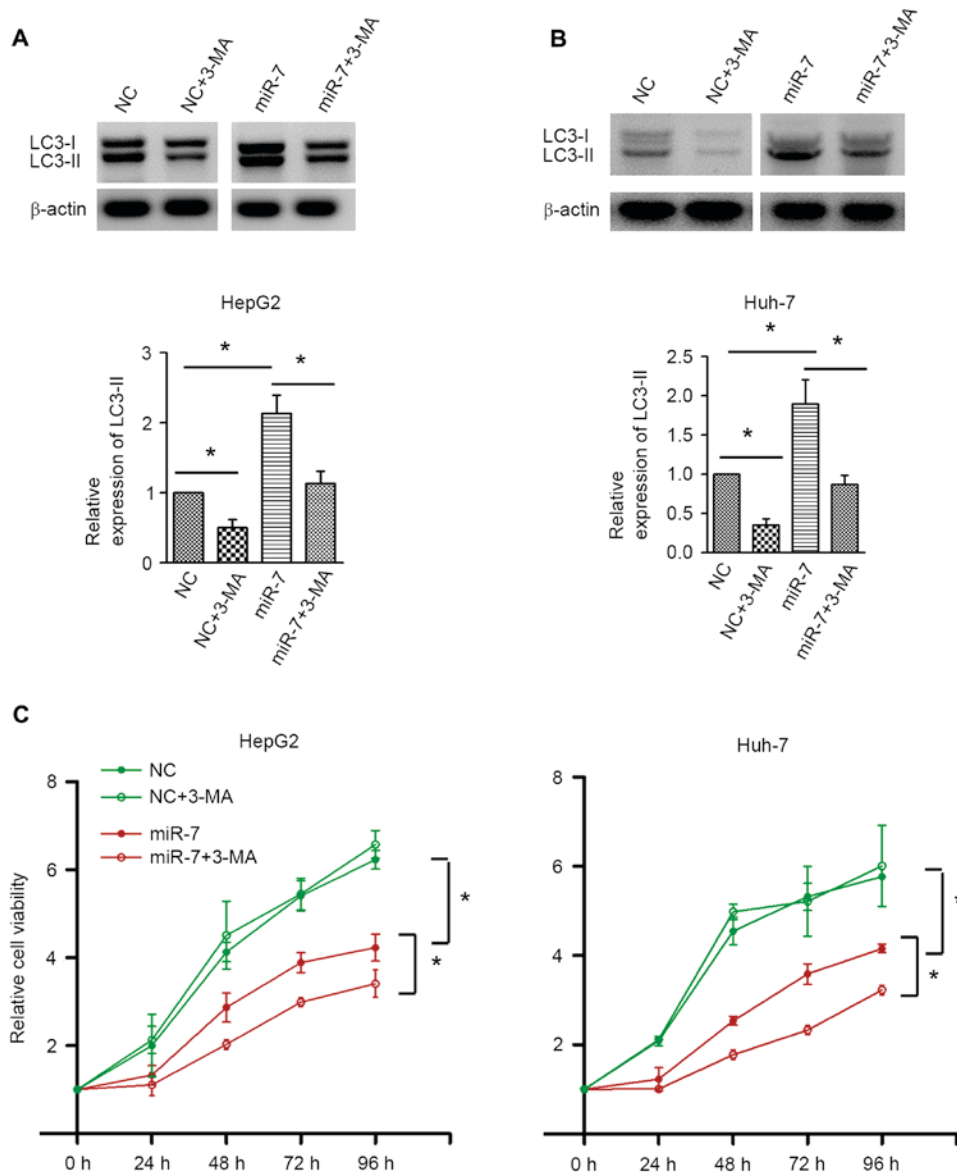 A
NC
NC+3-MA
miR-7
miR-7+3-MA
LC3-I
LC3-II
β-actin
HepG2
Relative
expression of LC3-II
3
2
1
0
*
*
*
NC
NC+3-MA
miR-7
miR-7+3-MA
B
NC
NC+3-MA
miR-7
miR-7+3-MA
LC3-I
LC3-II
β-actin
Huh-7
Relative
expression of LC3-II
2.5
2.0
1.5
1.0
0.5
0.0
*
*
*
NC
NC+3-MA
miR-7
miR-7+3-MA
C
HepG2
NC
NC+3-MA
miR-7
miR-7+3-MA
Relative cell viability
8
6
4
2
*
*
0 h 24 h 48 h 72 h 96 h
Huh-7
8
6
4
2
*
*
0 h 24 h 48 h 72 h 96 h